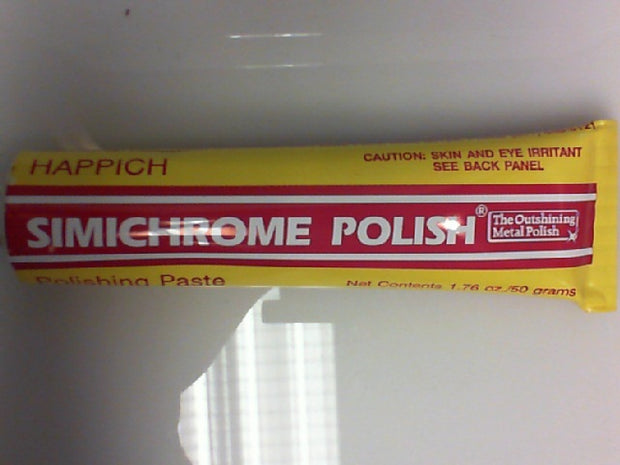 HAPPICH
CAUTION: SKIN AND EYE IRRITANT
SEE BACK PANEL
SIMICHROME POLISH®
The Outshining
Metal Polish
Polishing Paste
Net Contents 1.76 oz./50 grams